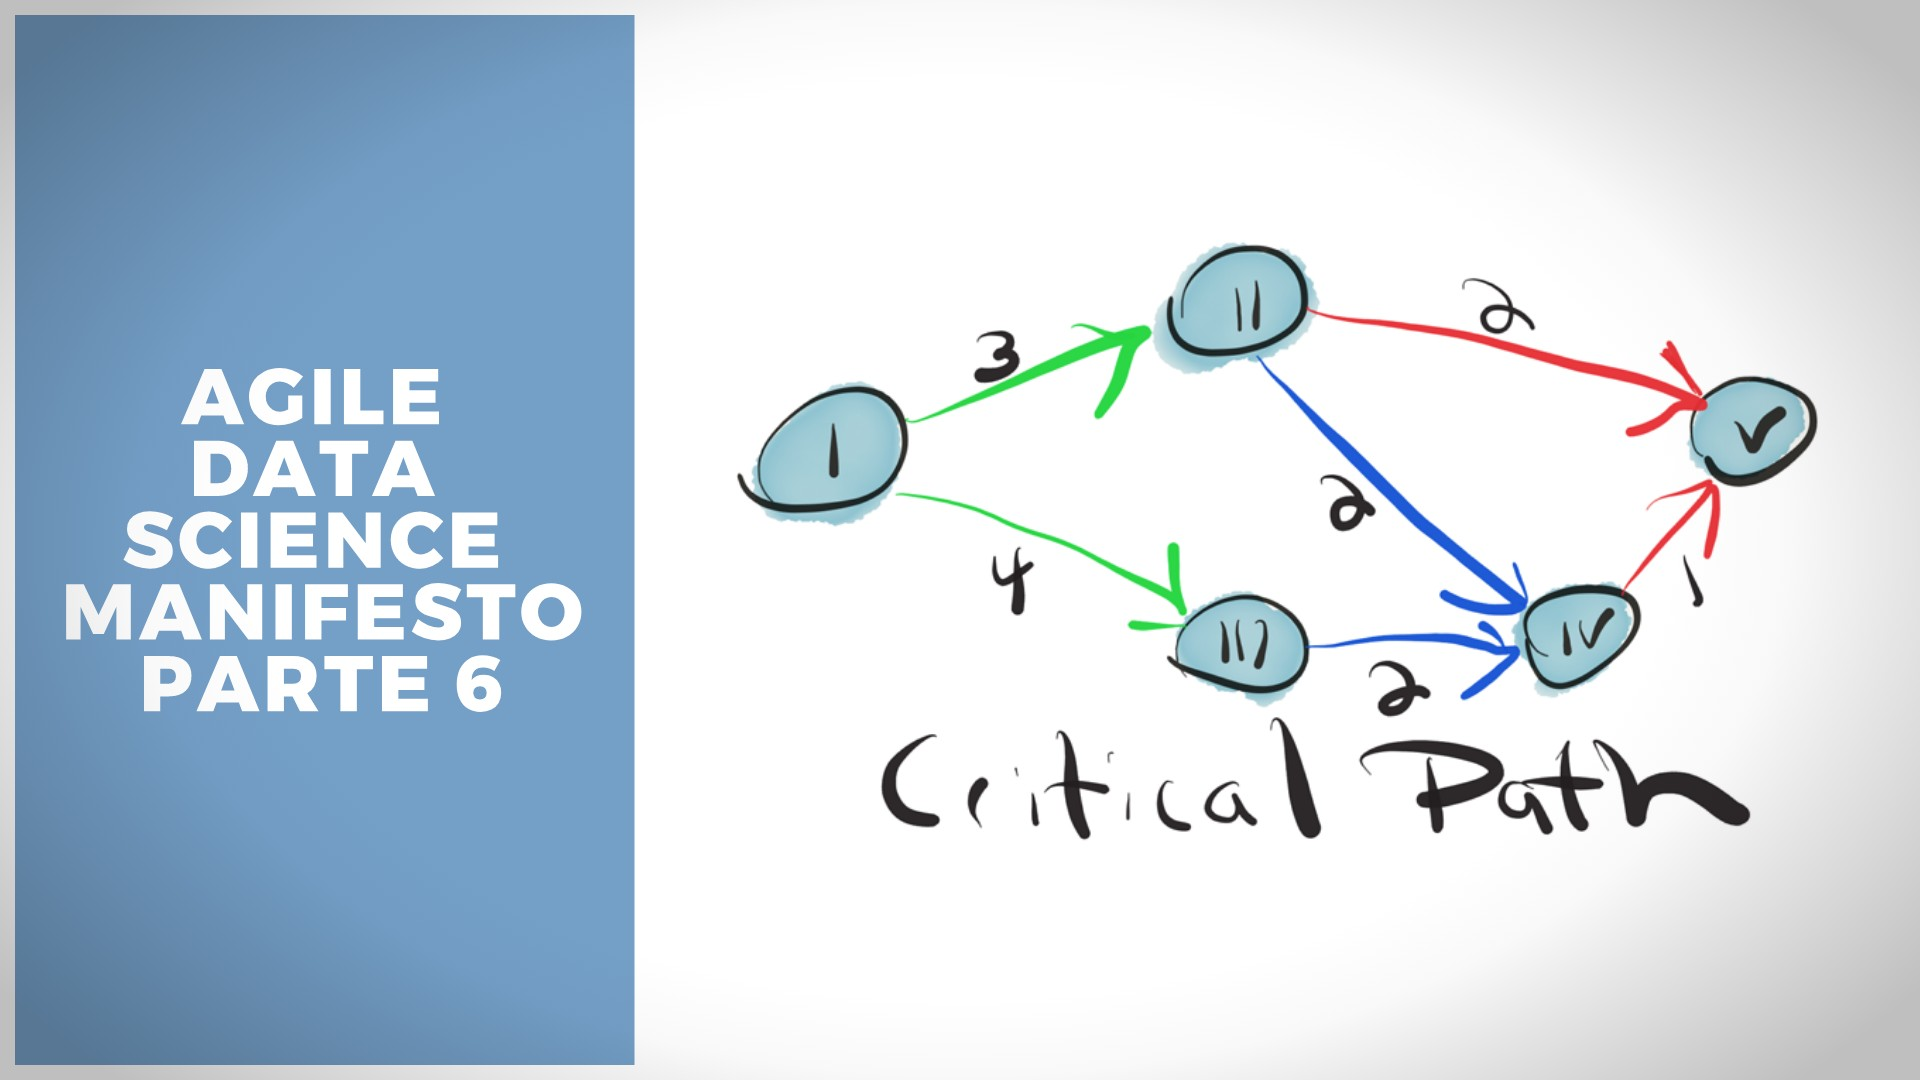 AGILE
DATA
SCIENCE
MANIFESTO
PARTE 6
3
II
2
I
V
2
4
III
2
IV
1
Critical Path